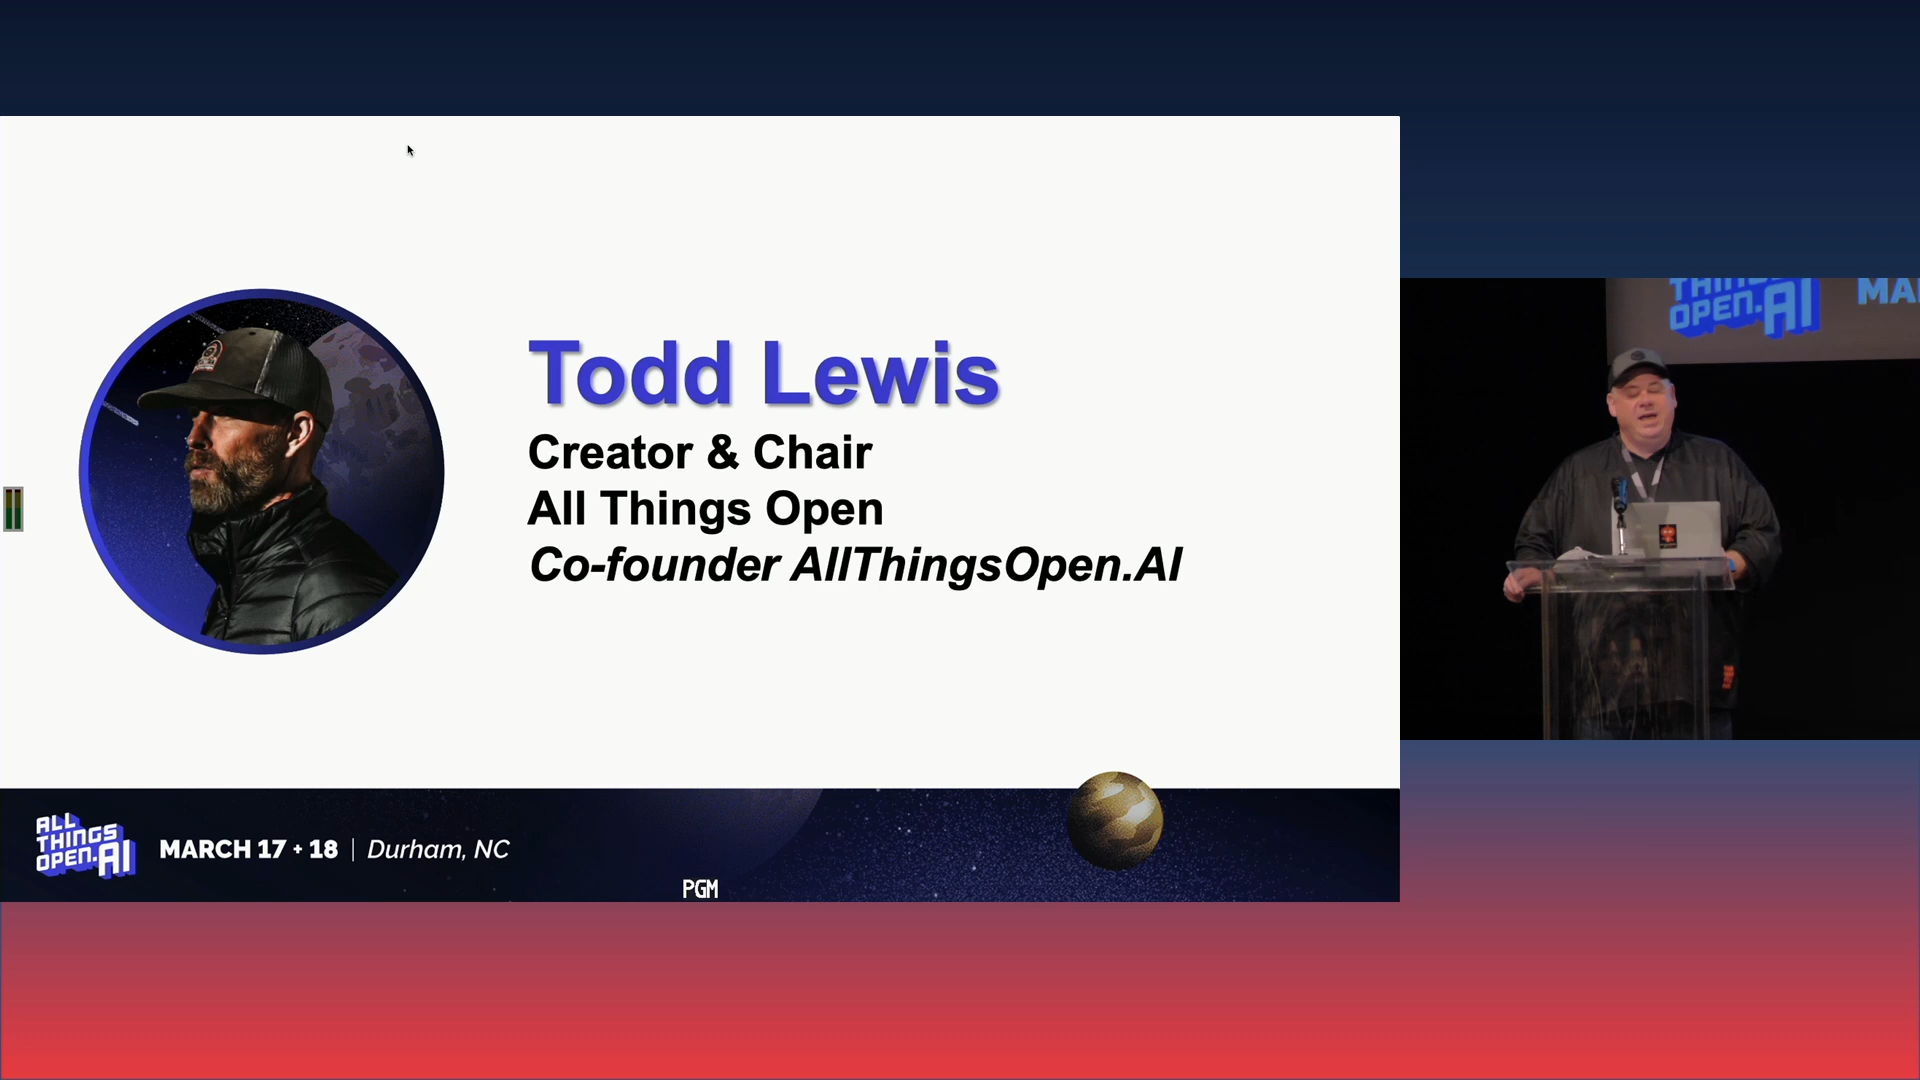 Todd Lewis
Creator & Chair
All Things Open
Co-founder AllThingsOpen.AI
ALL
THINGS
OPEN.AI
MARCH 17 + 18 | Durham, NC
PGM
THINGS
OPEN.AI